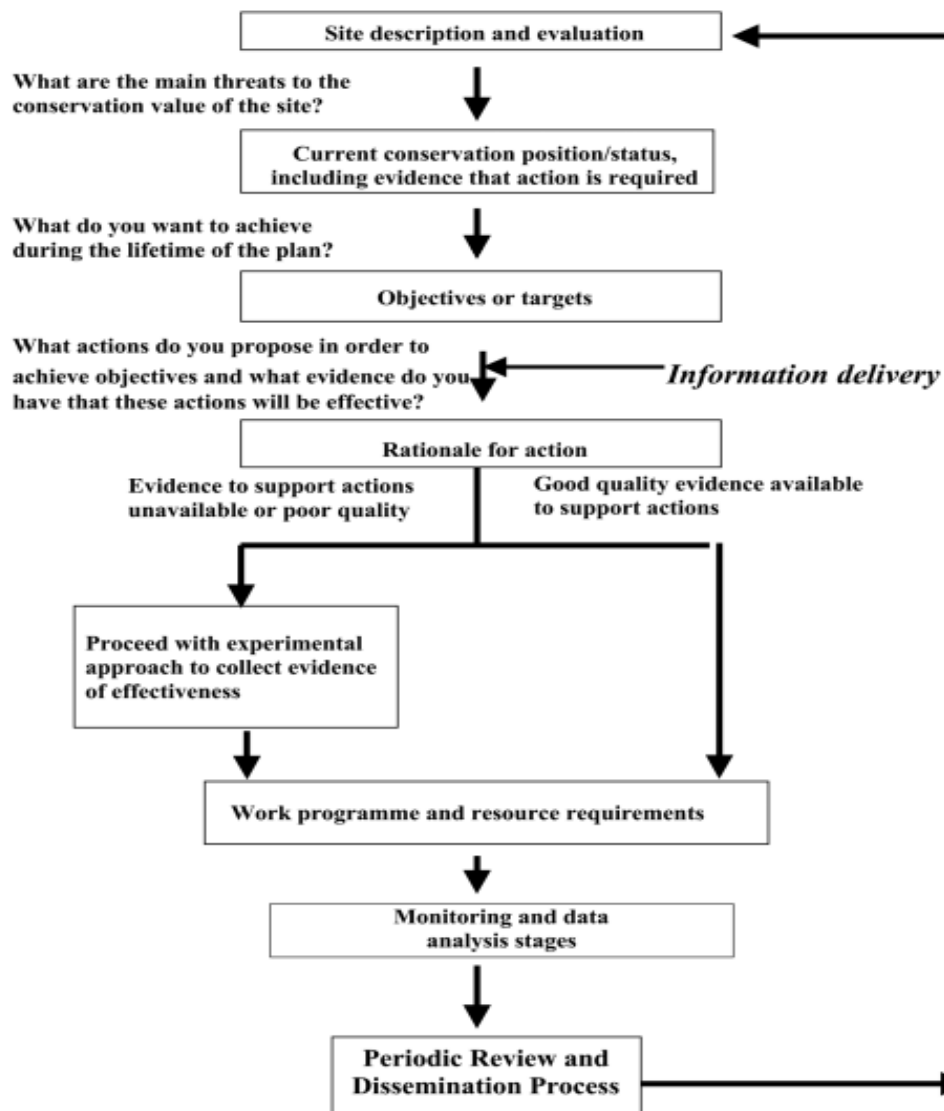 Site description and evaluation
What are the main threats to the
conservation value of the site?
Current conservation position/status,
including evidence that action is required
What do you want to achieve
during the lifetime of the plan?
Objectives or targets
What actions do you propose in order to
achieve objectives and what evidence do you
have that these actions will be effective?
Information delivery
Rationale for action
Evidence to support actions
unavailable or poor quality
Good quality evidence available
to support actions
Proceed with experimental
approach to collect evidence
of effectiveness
Work programme and resource requirements
Monitoring and data
analysis stages
Periodic Review and
Dissemination Process